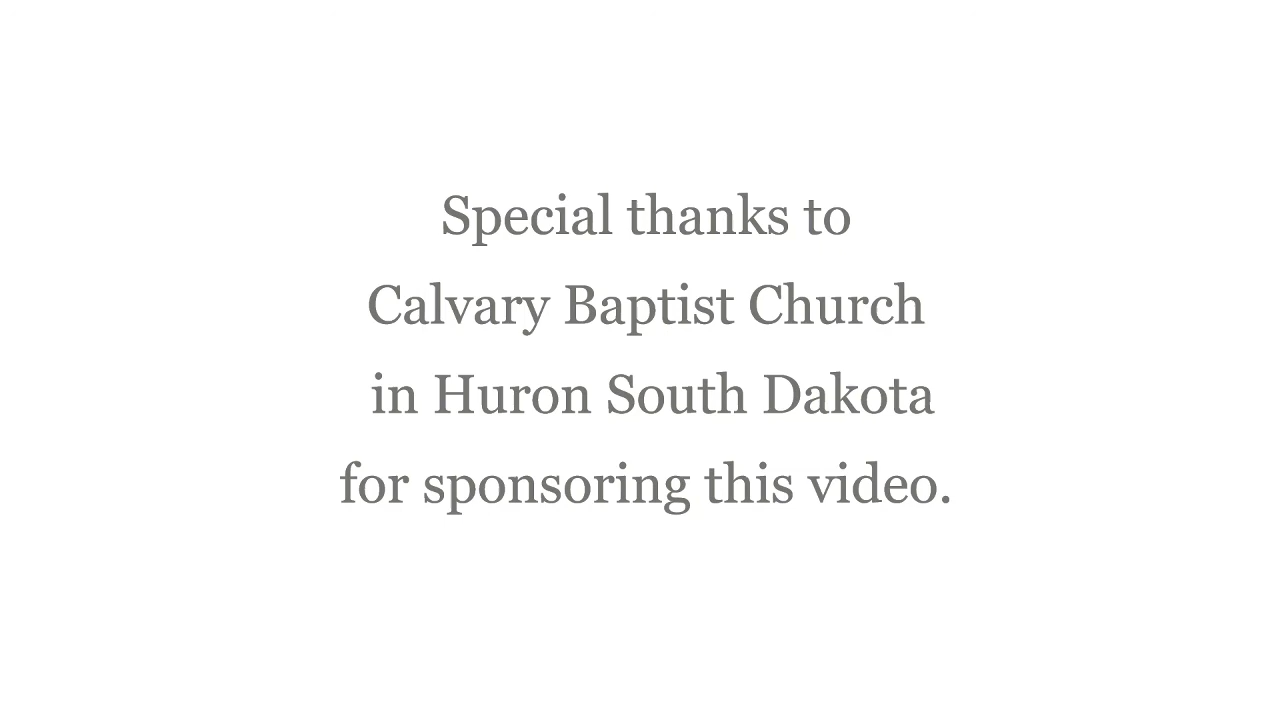 Special thanks to
Calvary Baptist Church
in Huron South Dakota
for sponsoring this video.